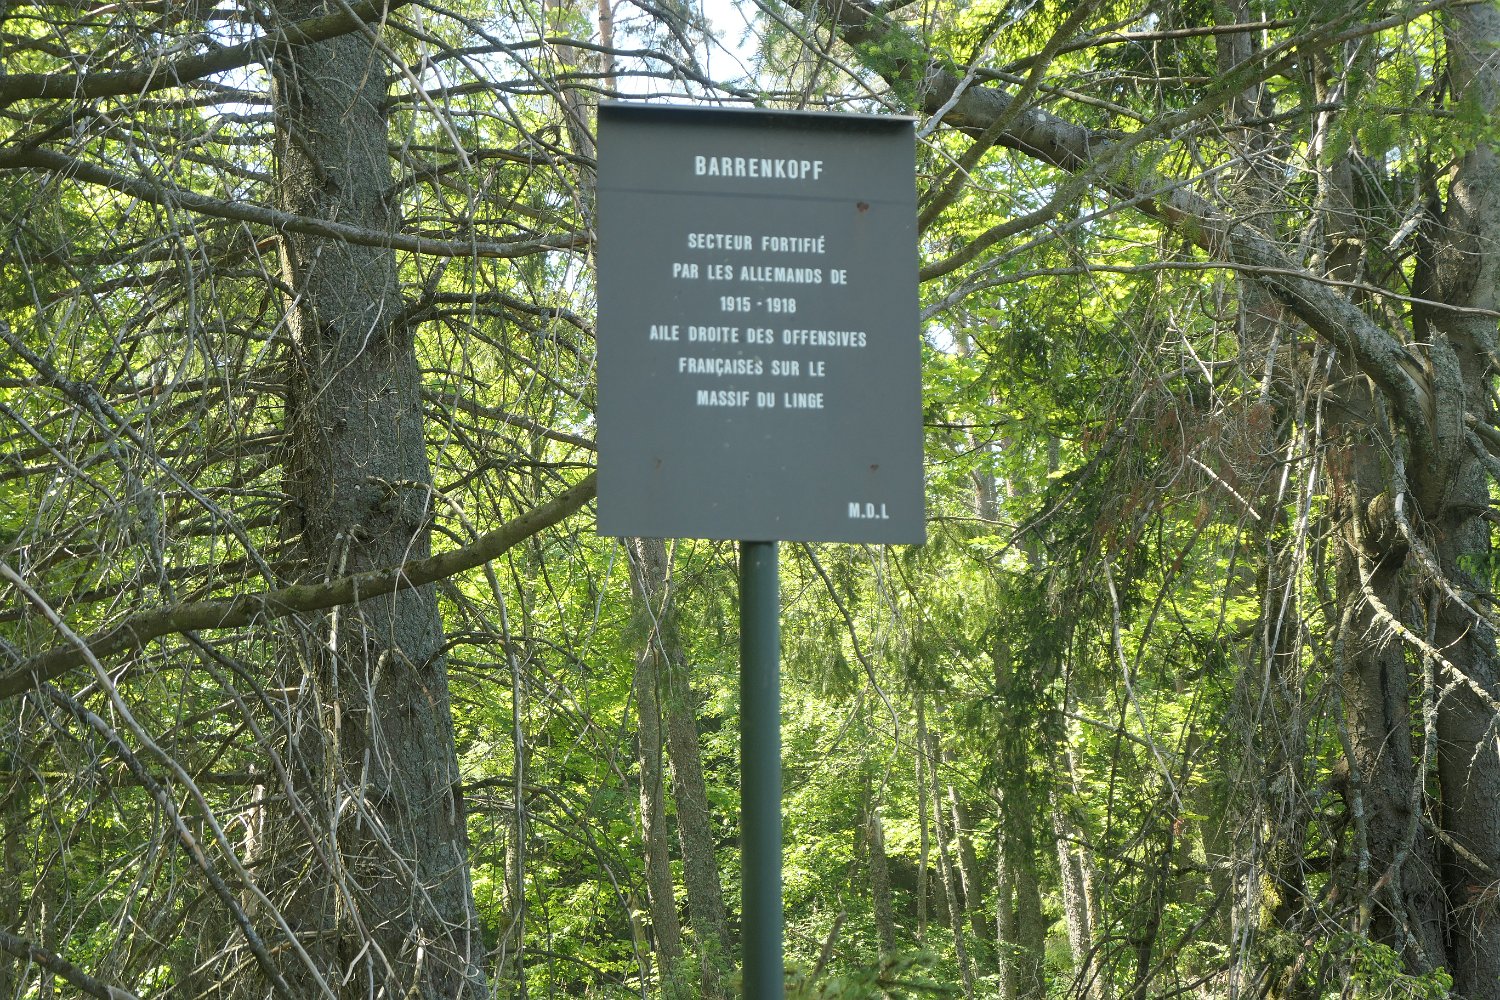 BARRENKOPF
SECTEUR FORTIFIÉ
PAR LES ALLEMANDS DE
1915 - 1918
AILE DROITE DES OFFENSIVES
FRANÇAISES SUR LE
MASSIF DU LINGE
M.D.L